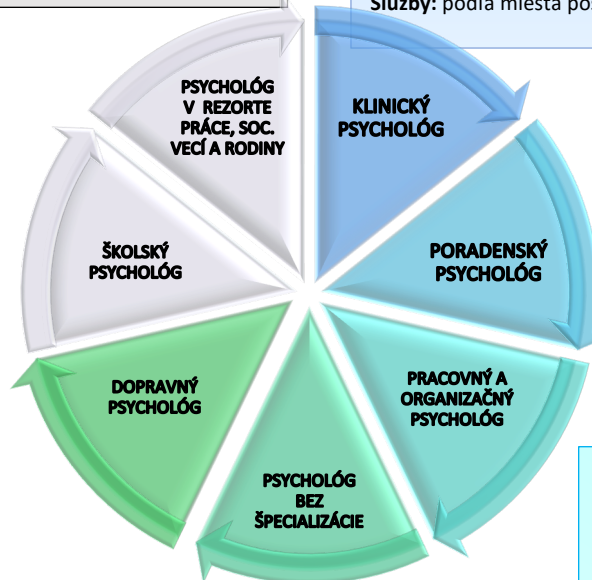 Služby: podľa miesta
PSYCHOLÓG
V REZORTE
PRÁCE, SOC.
VECÍ A RODINY
KLINICKÝ
PSYCHOLÓG
PORADENSKÝ
PSYCHOLÓG
PRACOVNÝ A
ORGANIZAČNÝ
PSYCHOLÓG
PSYCHOLÓG
BEZ
ŠPECIALIZÁCIE
DOPRAVNÝ
PSYCHOLÓG
ŠKOLSKÝ
PSYCHOLÓG